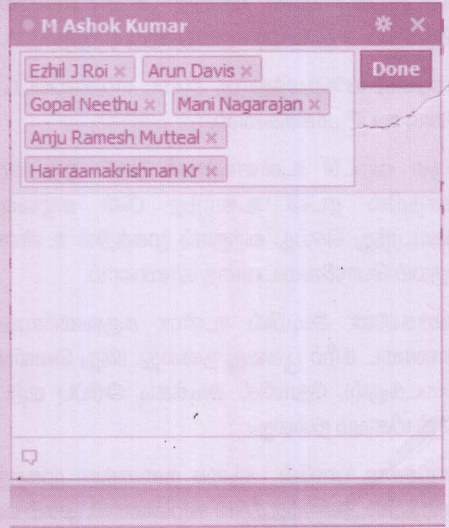 M Ashok Kumar
Ezhil J Roi × Arun Davis × Done
Gopal Neethu × Mani Nagarajan ×
Anju Ramesh Mutteal ×
Hariraamakrishnan Kr ×